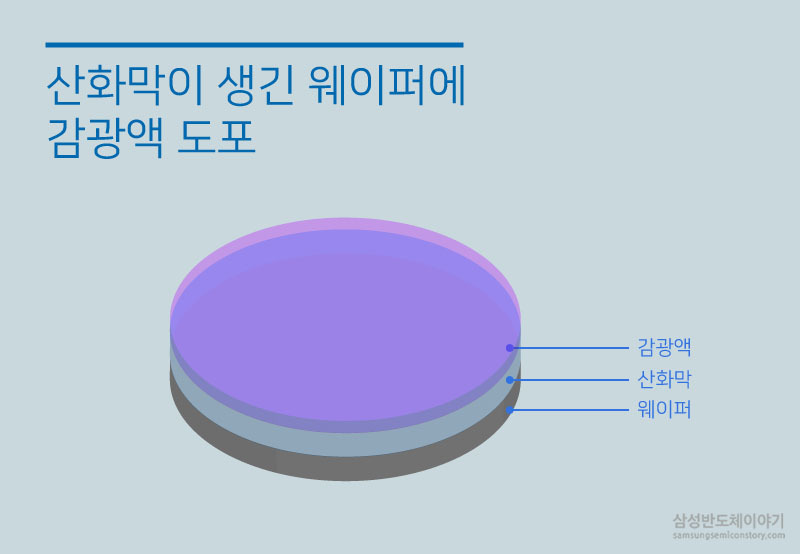 산화막이 생긴 웨이퍼에
감광액 도포
감광액
산화막
웨이퍼
삼성반도체이야기
samsungsemiconstory.com